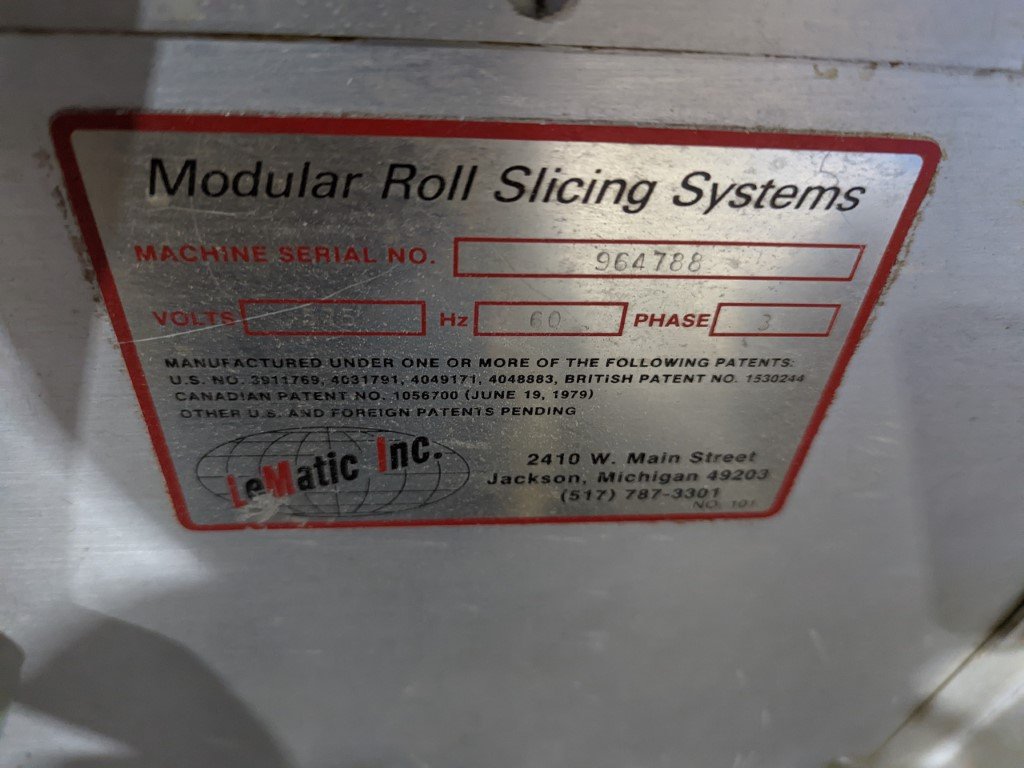 Modular Roll Slicing Systems
MACHINE SERIAL NO. 964788
VOLTS Hz 60 PHASE 3
MANUFACTURED UNDER ONE OR MORE OF THE FOLLOWING PATENTS:
U.S. NO. 3911769, 4031791, 4049171, 4048883, BRITISH PATENT NO. 1530244
CANADIAN PATENT NO. 1056700 (JUNE 19, 1979)
OTHER U.S. AND FOREIGN PATENTS PENDING
LeMatic Inc.
2410 W. Main Street
Jackson, Michigan 49203
(517) 787-3301
NO.